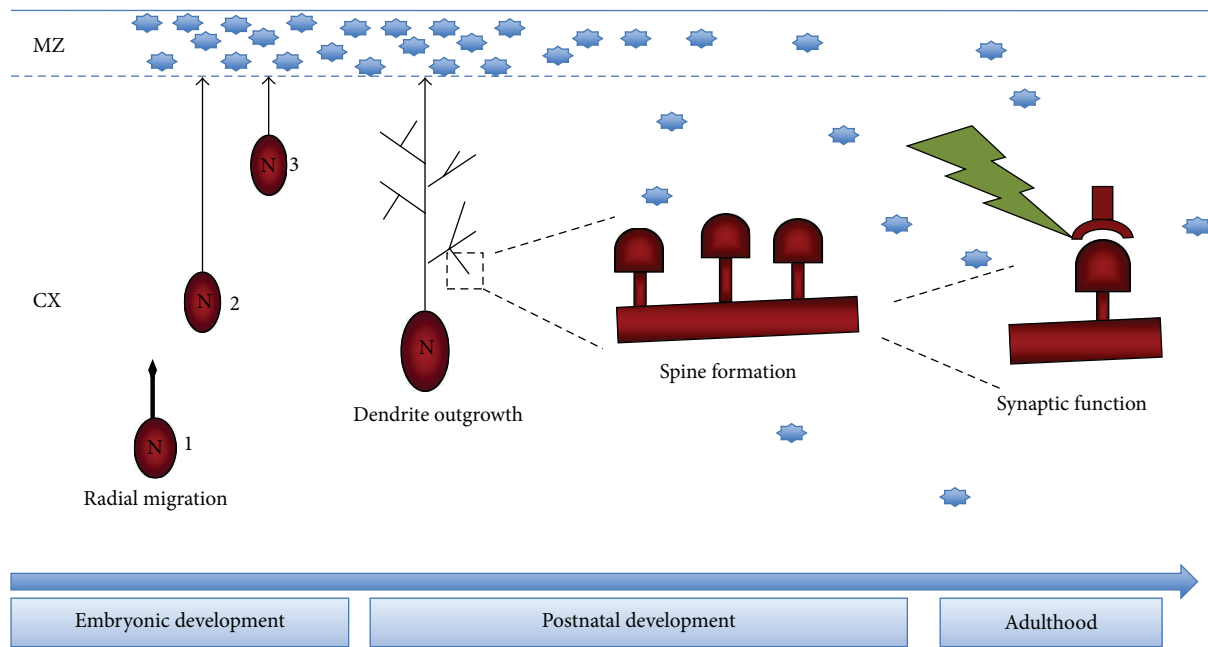 MZ
N 3
CX
N 2
N
Spine formation
Dendrite outgrowth
Synaptic function
N 1
Radial migration
Embryonic development
Postnatal development
Adulthood